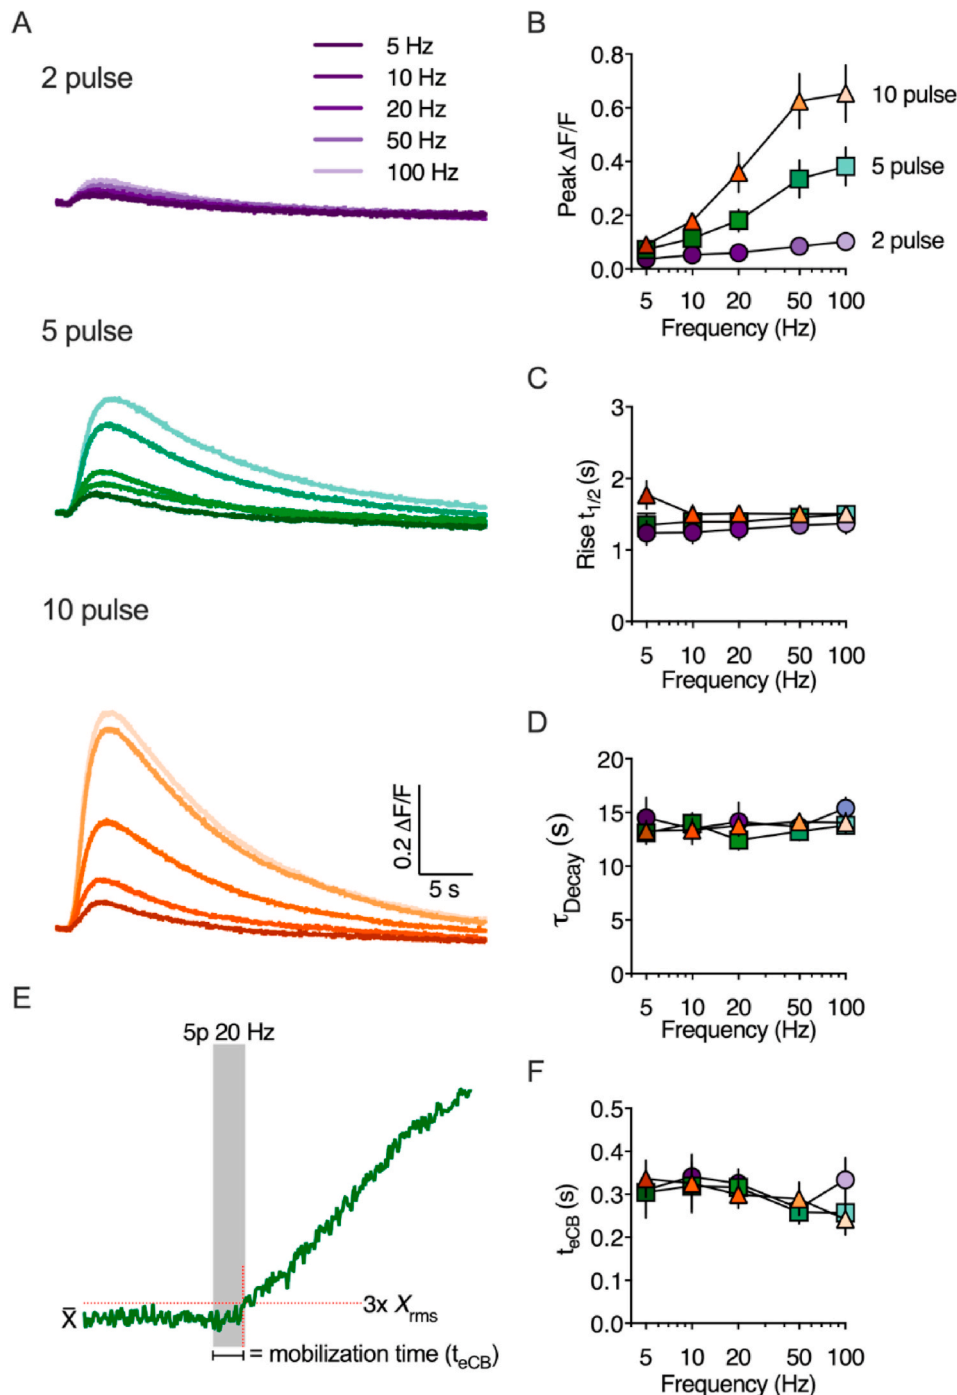 A
2 pulse
5 Hz
10 Hz
20 Hz
50 Hz
100 Hz
5 pulse
10 pulse
0.2 ΔF/F
5 s
B
Peak ΔF/F
0.8
0.6
0.4
0.2
0.0
10 pulse
5 pulse
2 pulse
5 10 20 50 100
Frequency (Hz)
C
Rise t1/2 (s)
3
2
1
0
5 10 20 50 100
Frequency (Hz)
D
τDecay (s)
20
15
10
5
0
5 10 20 50 100
Frequency (Hz)
E
5p 20 Hz
X̄
3x Xrms
= mobilization time (teCB)
F
teCB (s)
0.5
0.4
0.3
0.2
0.1
0.0
5 10 20 50 100
Frequency (Hz)